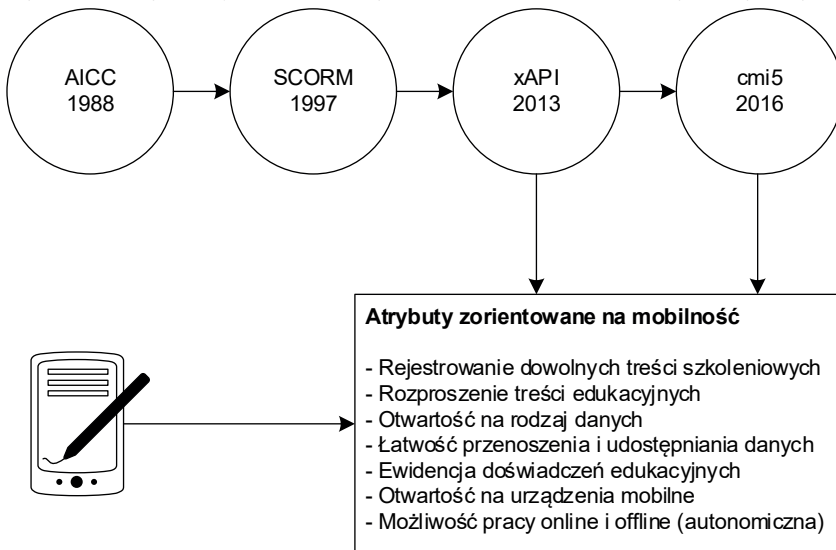 AICC
1988
SCORM
1997
xAPI
2013
cmi5
2016
Atrybuty zorientowane na mobilność
- Rejestrowanie dowolnych treści szkoleniowych
- Rozproszenie treści edukacyjnych
- Otwartość na rodzaj danych
- Łatwość przenoszenia i udostępniania danych
- Ewidencja doświadczeń edukacyjnych
- Otwartość na urządzenia mobilne
- Możliwość pracy online i offline (autonomiczna)